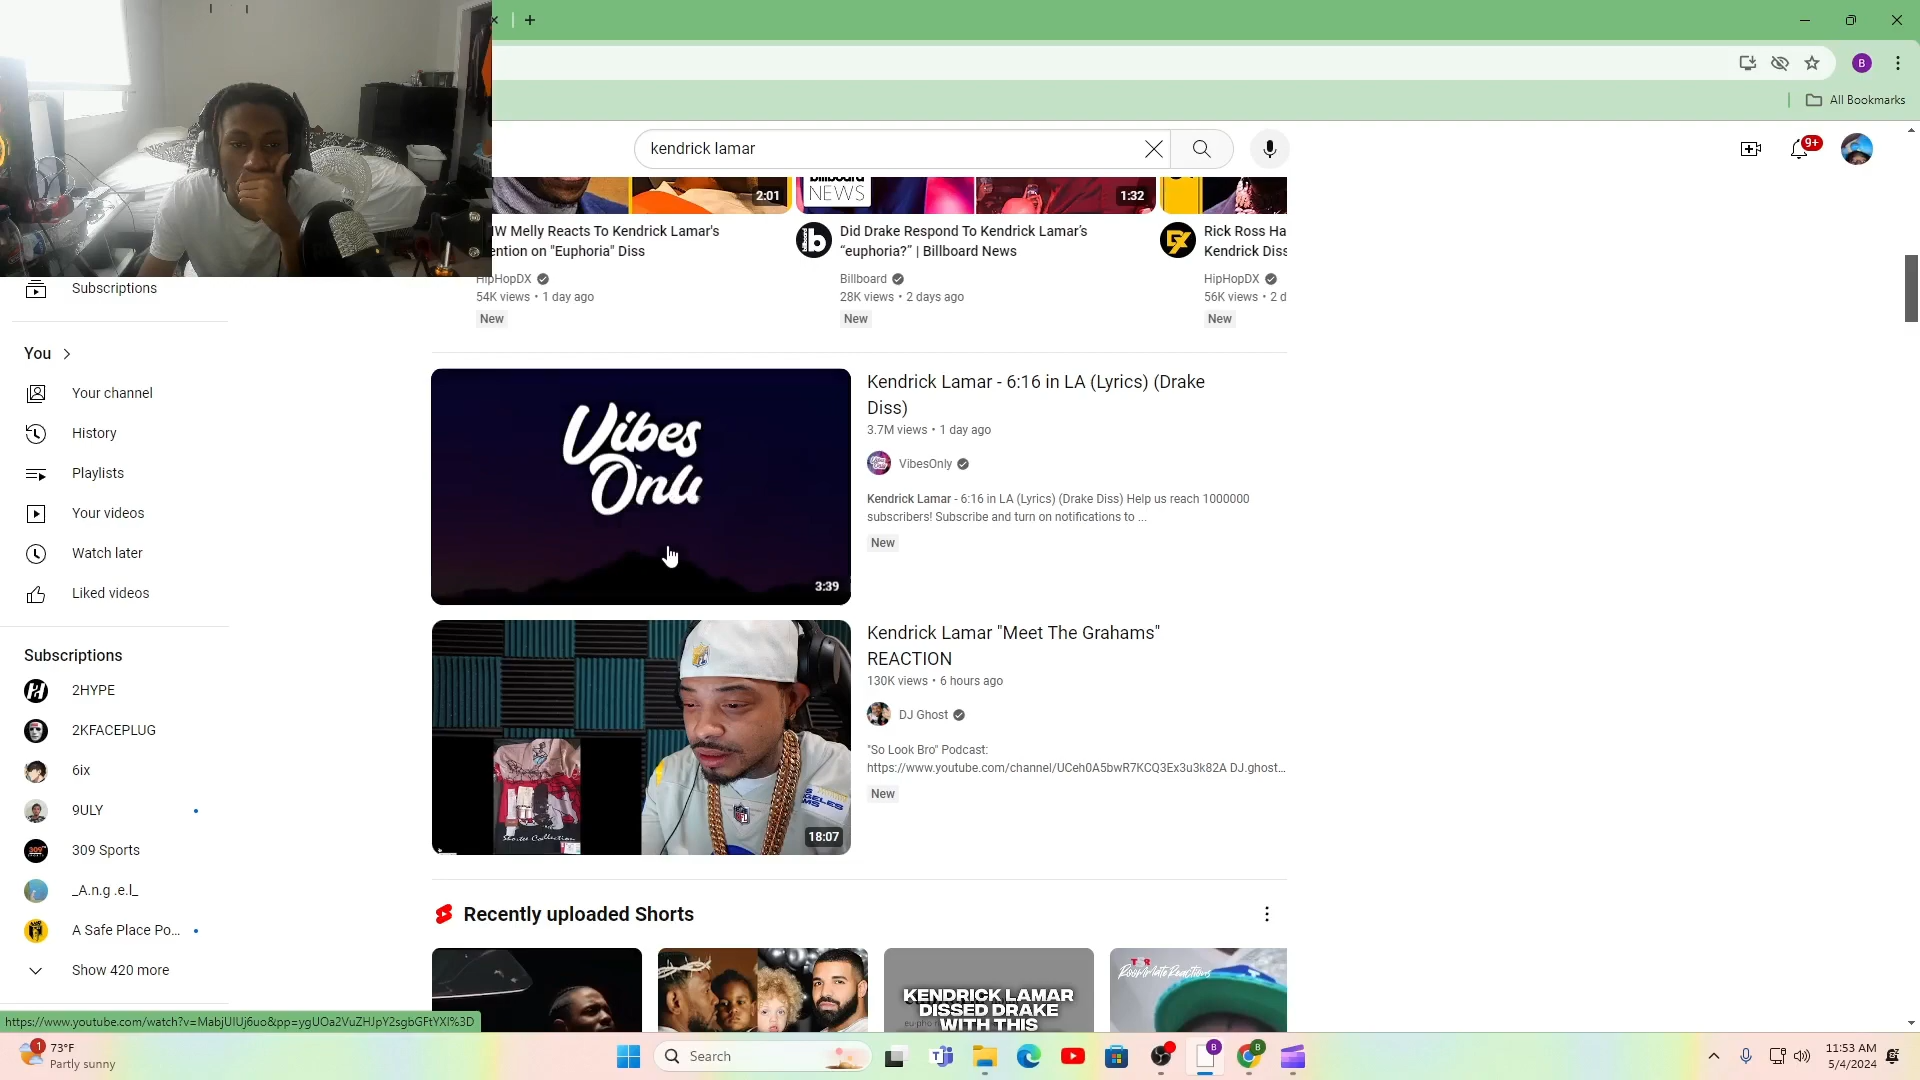 kendrick lamar
9+
All Bookmarks
B
NEWS
2:01
1:32
IW Melly Reacts To Kendrick Lamar's
ention on "Euphoria" Diss
HipHopDX
54K views • 1 day ago
New
Did Drake Respond To Kendrick Lamar's
“euphoria?” | Billboard News
Billboard
28K views • 2 days ago
New
Rick Ross Ha
Kendrick Diss
HipHopDX
56K views • 2 d
New
Subscriptions
You
Your channel
History
Playlists
Your videos
Watch later
Liked videos
Subscriptions
2HYPE
2KFACEPLUG
6ix
9ULY
309 Sports
_A.n.g .e.l_
A Safe Place Po...
Show 420 more
Vibes
Only
3:39
Kendrick Lamar - 6:16 in LA (Lyrics) (Drake
Diss)
3.7M views • 1 day ago
VibesOnly
Kendrick Lamar - 6:16 in LA (Lyrics) (Drake Diss) Help us reach 1000000
subscribers! Subscribe and turn on notifications to ...
New
18:07
Kendrick Lamar "Meet The Grahams"
REACTION
130K views • 6 hours ago
DJ Ghost
"So Look Bro" Podcast:
https://www.youtube.com/channel/UCeh0A5bwR7KCQ3Ex3u3k82A DJ.ghost...
New
Recently uploaded Shorts
KENDRICK LAMAR
DISSED DRAKE
WITH THIS
RoomMate Reactions
https://www.youtube.com/watch?v=MabjUIUj6uo&pp=ygUOa2VuZHJpY2sgbGFtYXI%3D
1
73°F
Partly sunny
Search
B
B
11:53 AM
5/4/2024